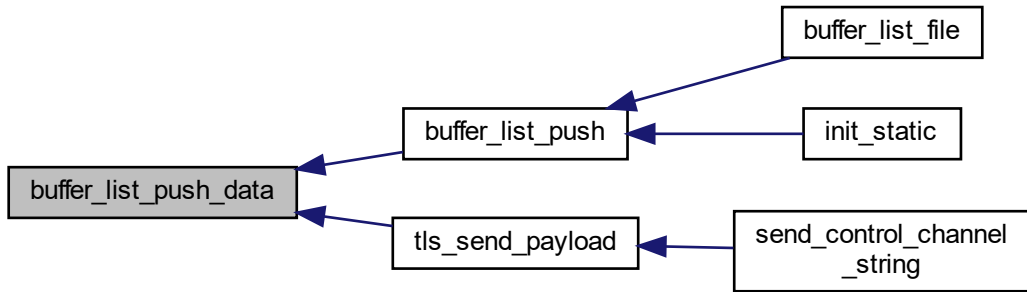 buffer_list_file
buffer_list_push
init_static
buffer_list_push_data
tls_send_payload
send_control_channel
_string